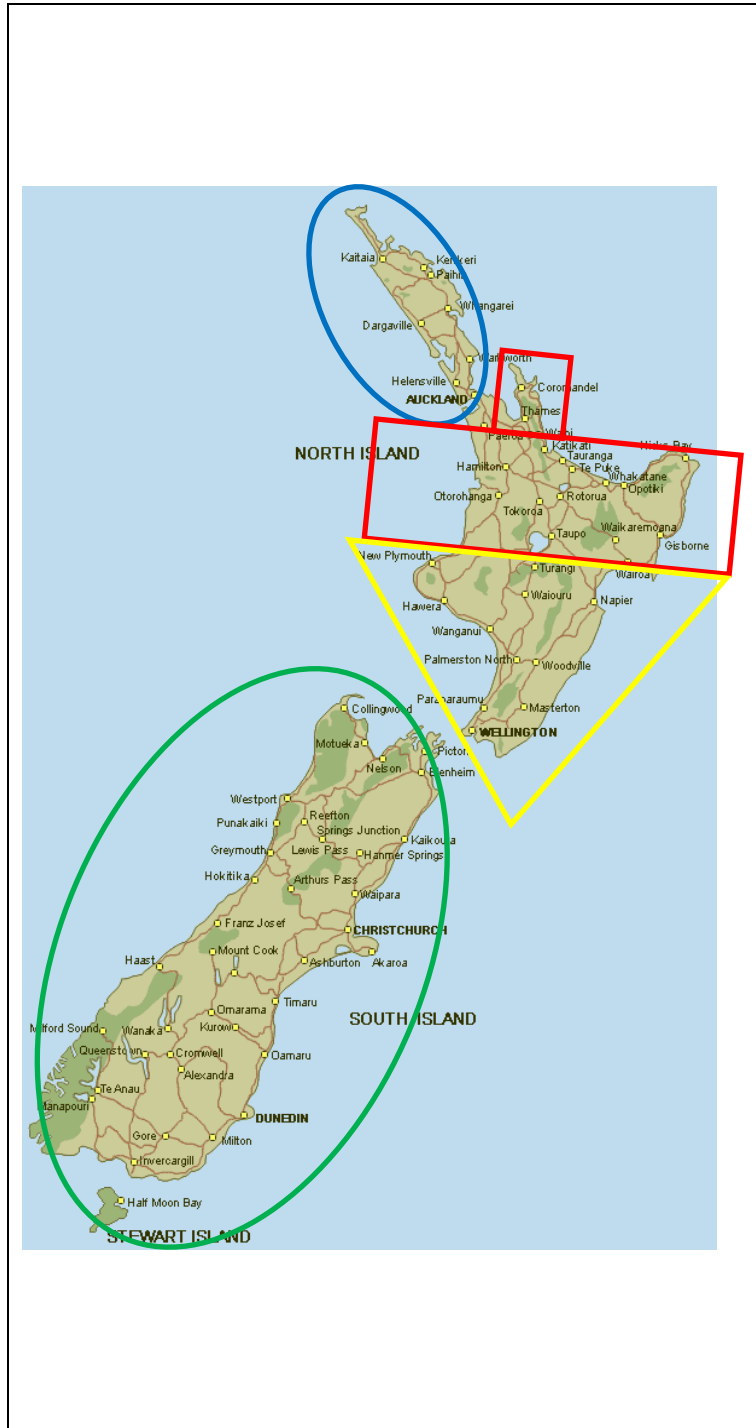 Kaitaia
Kerikeri
Paihia
Whangarei
Dargaville
Warkworth
Helensville
Coromandel
AUCKLAND
Thames
Paeroa
Waihi
Katikati
Hicks Bay
NORTH ISLAND
Tauranga
Hamilton
Te Puke
Whakatane
Opotiki
Otorohanga
Rotorua
Tokoroa
Taupo
Waikaremoana
Gisborne
New Plymouth
Turangi
Wairoa
Waiouru
Napier
Hawera
Wanganui
Palmerston North
Woodville
Paraparaumu
Masterton
Collingwood
WELLINGTON
Motueka
Picton
Nelson
Blenheim
Westport
Reefton
Punakaiki
Springs Junction
Kaikoura
Greymouth
Lewis Pass
Hanmer Springs
Hokitika
Arthurs Pass
Waipara
Franz Josef
CHRISTCHURCH
Mount Cook
Haast
Ashburton
Akaroa
Timaru
Omarama
SOUTH ISLAND
Milford Sound
Wanaka
Kurow
Queenstown
Cromwell
Oamaru
Alexandra
Te Anau
Manapouri
DUNEDIN
Gore
Milton
Invercargill
Half Moon Bay
STEWART ISLAND